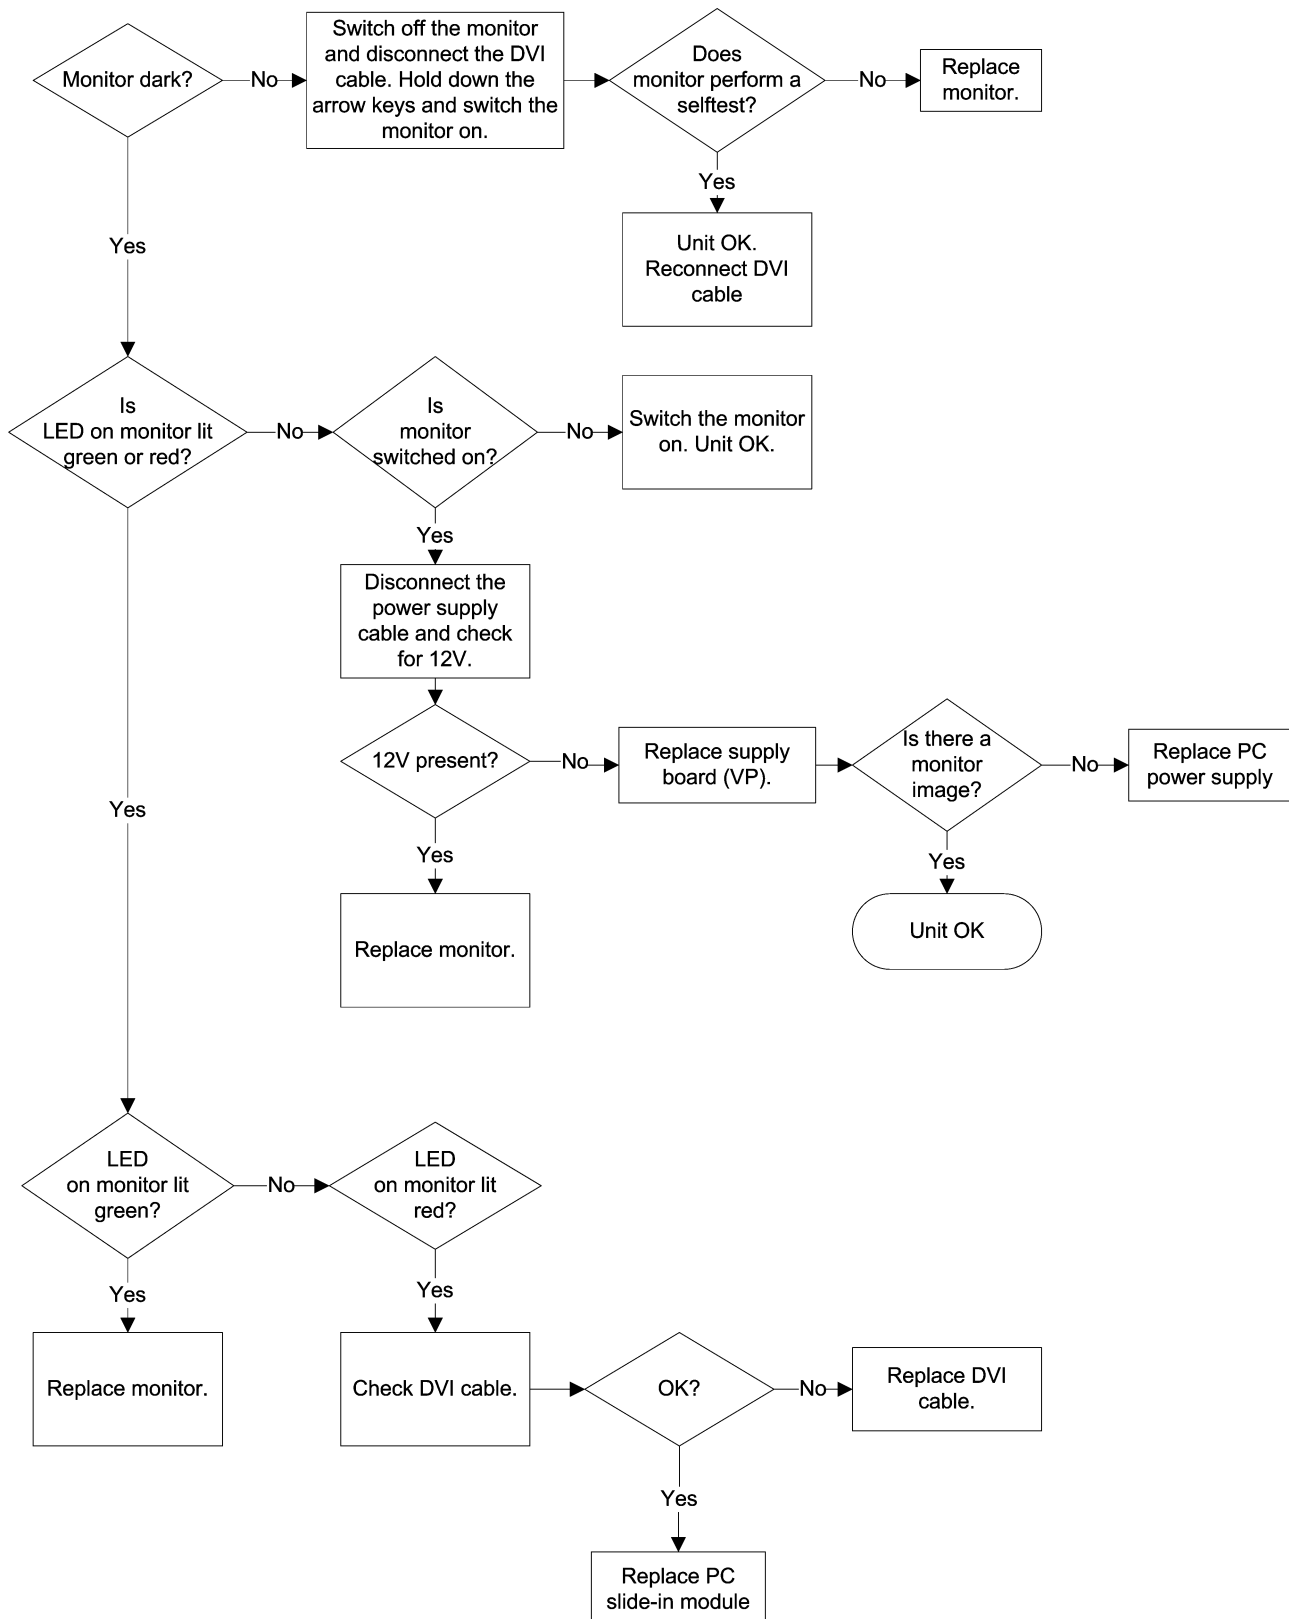 Monitor dark?
No
Switch off the monitor
and disconnect the DVI
cable. Hold down the
arrow keys and switch the
monitor on.
Does
monitor perform a
selftest?
No
Replace
monitor.
Yes
Unit OK.
Reconnect DVI
cable
Yes
Is
LED on monitor lit
green or red?
No
Is
monitor
switched on?
No
Switch the monitor
on. Unit OK.
Yes
Disconnect the
power supply
cable and check
for 12V.
12V present?
No
Replace supply
board (VP).
Is there a
monitor
image?
No
Replace PC
power supply
Yes
Unit OK
Yes
Replace monitor.
Yes
LED
on monitor lit
green?
No
LED
on monitor lit
red?
Yes
Replace monitor.
Yes
Check DVI cable.
OK?
No
Replace DVI
cable.
Yes
Replace PC
slide-in module